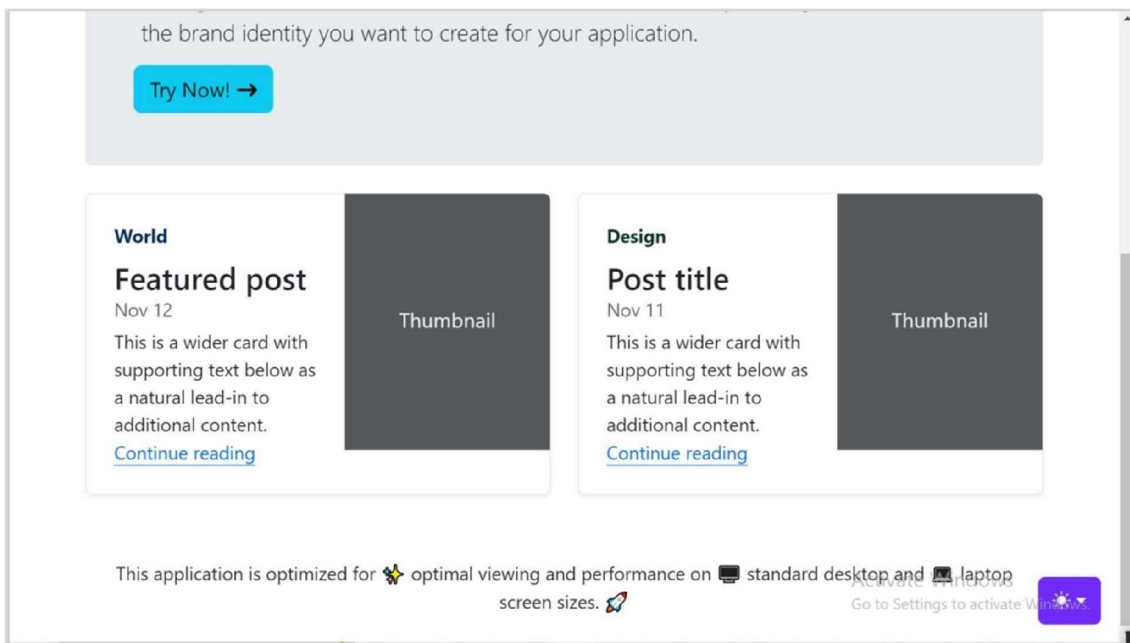 the brand identity you want to create for your application.
Try Now! →
World
Featured post
Nov 12
This is a wider card with
supporting text below as
a natural lead-in to
additional content.
Continue reading
Thumbnail
Design
Post title
Nov 11
This is a wider card with
supporting text below as
a natural lead-in to
additional content.
Continue reading
Thumbnail
This application is optimized for ✨ optimal viewing and performance on 🖥️ standard desktop and 💻 laptop
screen sizes. 🚀
Activate Windows
Go to Settings to activate Windows.